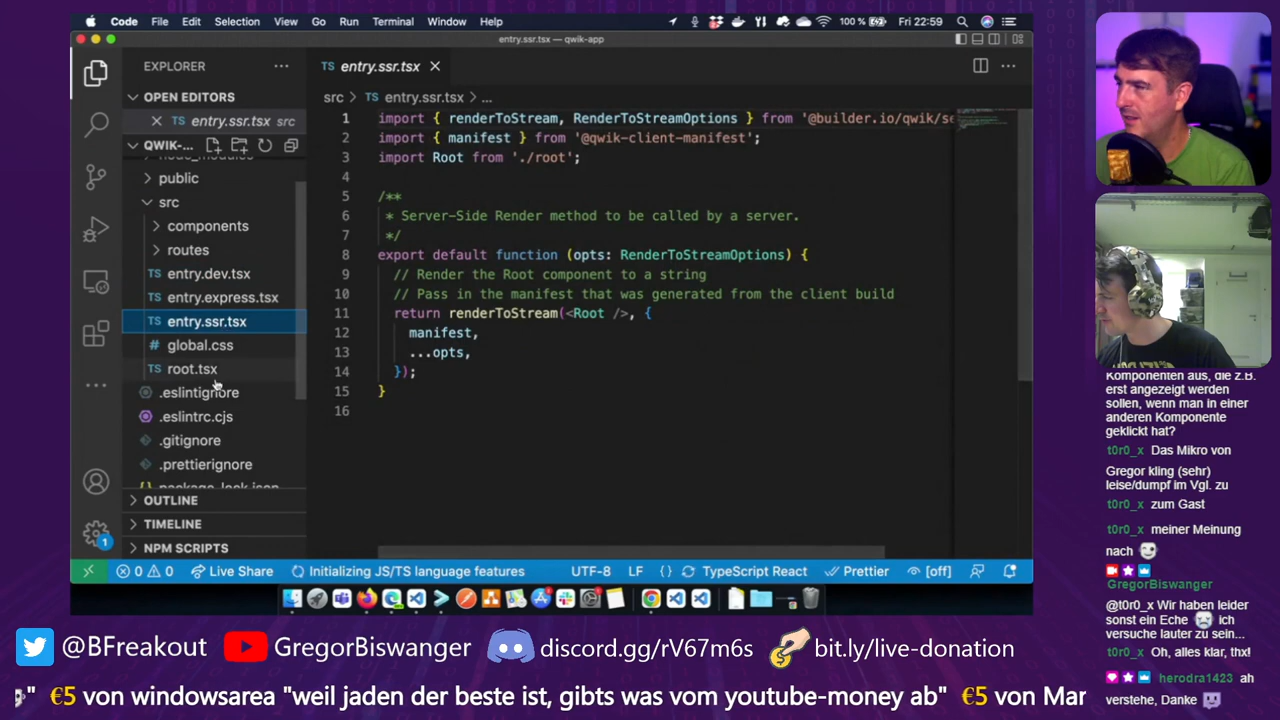 Code File Edit Selection View Go Run Terminal Window Help
100 % Fri 22:59
entry.ssr.tsx — qwik-app
EXPLORER
OPEN EDITORS
TS entry.ssr.tsx src
QWIK-...
node_modules
public
src
components
routes
TS entry.dev.tsx
TS entry.express.tsx
TS entry.ssr.tsx
# global.css
TS root.tsx
.eslintignore
.eslintrc.cjs
.gitignore
.prettierignore
package-lock.json
OUTLINE
TIMELINE
NPM SCRIPTS
1
TS entry.ssr.tsx
src > TS entry.ssr.tsx > ...
1 import { renderToStream, RenderToStreamOptions } from '@builder.io/qwik/se
2 import { manifest } from '@qwik-client-manifest';
3 import Root from './root';
4
5 /**
6 * Server-Side Render method to be called by a server.
7 */
8 export default function (opts: RenderToStreamOptions) {
9 // Render the Root component to a string
10 // Pass in the manifest that was generated from the client build
11 return renderToStream(<Root />, {
12 manifest,
13 ...opts,
14 });
15 }
16
0 0 Live Share Initializing JS/TS language features UTF-8 LF {} TypeScript React Prettier [off]
Komponenten aus, die z.B.
erst angezeigt werden
sollen, wenn man in einer
anderen Komponente
geklickt hat?
t0r0_x Das Mikro von
Gregor kling (sehr)
leise/dumpf im Vgl. zu
t0r0_x zum Gast
t0r0_x meiner Meinung
nach
GregorBiswanger
@t0r0_x Wir haben leider
sonst ein Eche ich
versuche lauter zu sein...
t0r0_x Oh, alles klar, thx!
herodra1423 ah
verstehe, Danke
@BFreakout GregorBiswanger discord.gg/rV67m6s bit.ly/live-donation
" €5 von windowsarea "weil jaden der beste ist, gibts was vom youtube-money ab" €5 von Mar